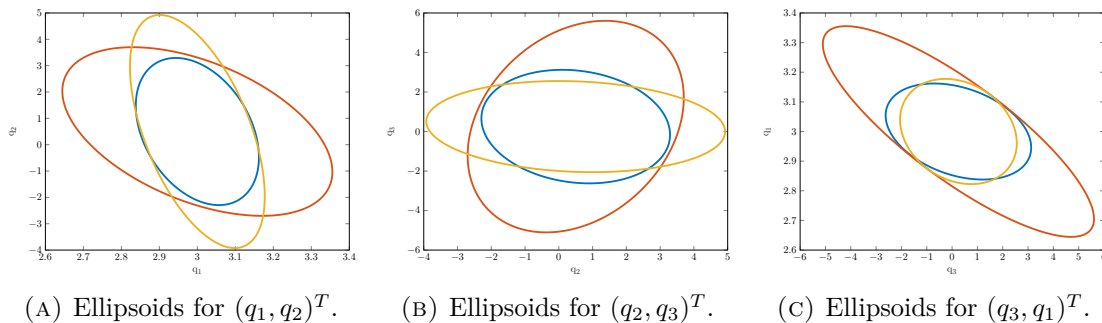 5
4
3
2
1
0
−1
−2
−3
−4
q2
2.6 2.7 2.8 2.9 3 3.1 3.2 3.3 3.4
q1
6
4
2
0
−2
−4
−6
q3
−4 −3 −2 −1 0 1 2 3 4 5
q2
3.4
3.3
3.2
3.1
3
2.9
2.8
2.7
2.6
q1
−5 −4 −3 −2 −1 0 1 2 3 4 5 6
q3
(A) Ellipsoids for (q1, q2)^T. (B) Ellipsoids for (q2, q3)^T. (C) Ellipsoids for (q3, q1)^T.